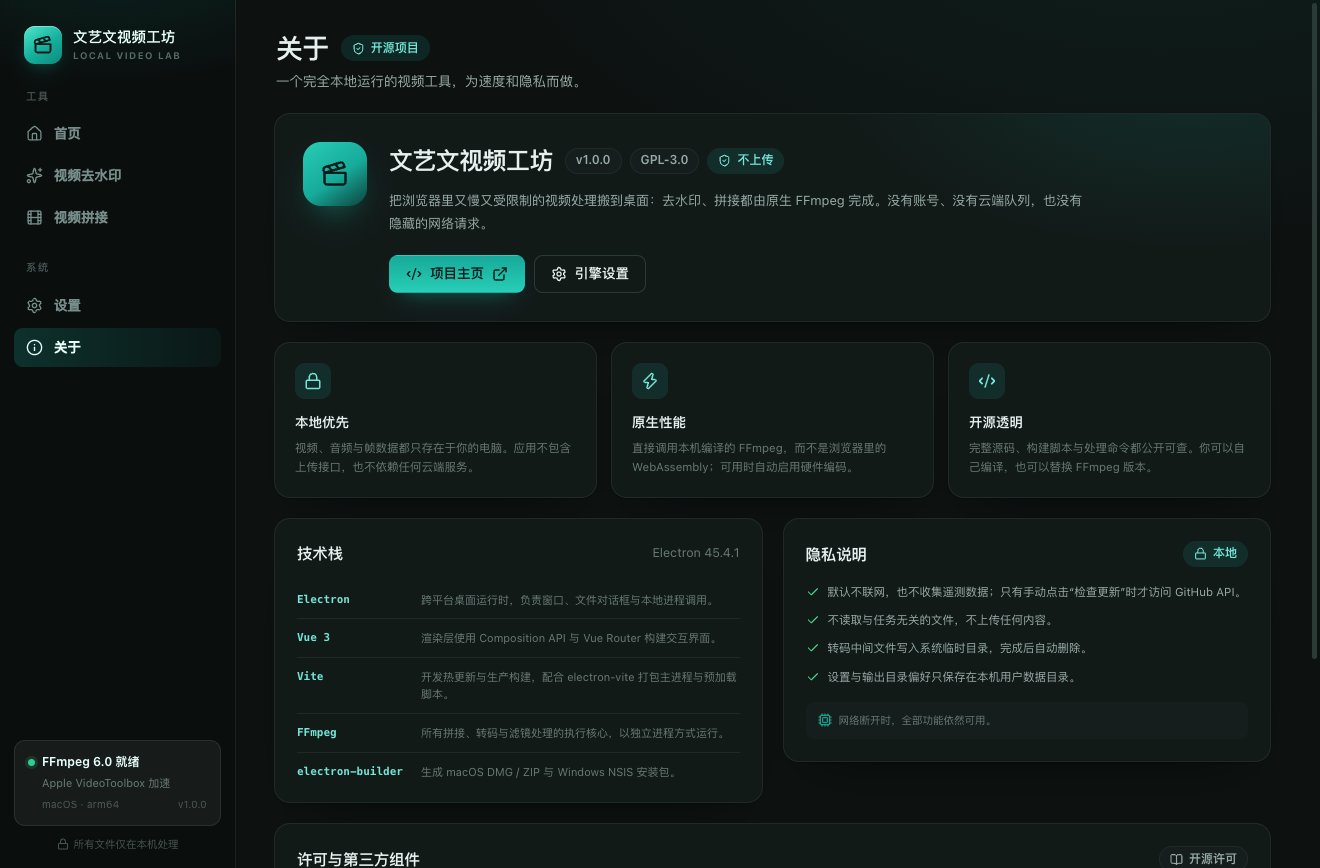 文艺文视频工坊
LOCAL VIDEO LAB
工具
首页
视频去水印
视频拼接
系统
设置
关于
FFmpeg 6.0 就绪
Apple VideoToolbox 加速
macOS · arm64 v1.0.0
所有文件仅在本机处理
关于 开源项目
一个完全本地运行的视频工具，为速度和隐私而做。
文艺文视频工坊 v1.0.0 GPL-3.0 不上传
把浏览器里又慢又受限制的视频处理搬到桌面：去水印、拼接都由原生 FFmpeg 完成。没有账号、没有云端队列，也没有
隐藏的网络请求。
项目主页 引擎设置
本地优先
视频、音频与帧数据都只存在于你的电脑。应用不包含
上传接口，也不依赖任何云端服务。
原生性能
直接调用本机编译的 FFmpeg，而不是浏览器里的
WebAssembly；可用时自动启用硬件编码。
开源透明
完整源码、构建脚本与处理命令都公开可查。你可以自
己编译，也可以替换 FFmpeg 版本。
技术栈 Electron 45.4.1
Electron 跨平台桌面运行时，负责窗口、文件对话框与本地进程调用。
Vue 3 渲染层使用 Composition API 与 Vue Router 构建交互界面。
Vite 开发热更新与生产构建，配合 electron-vite 打包主进程与预加载
脚本。
FFmpeg 所有拼接、转码与滤镜处理的执行核心，以独立进程方式运行。
electron-builder 生成 macOS DMG / ZIP 与 Windows NSIS 安装包。
隐私说明 本地
默认不联网，也不收集遥测数据；只有手动点击“检查更新”时才访问 GitHub API。
不读取与任务无关的文件，不上传任何内容。
转码中间文件写入系统临时目录，完成后自动删除。
设置与输出目录偏好只保存在本机用户数据目录。
网络断开时，全部功能依然可用。
许可与第三方组件 开源许可